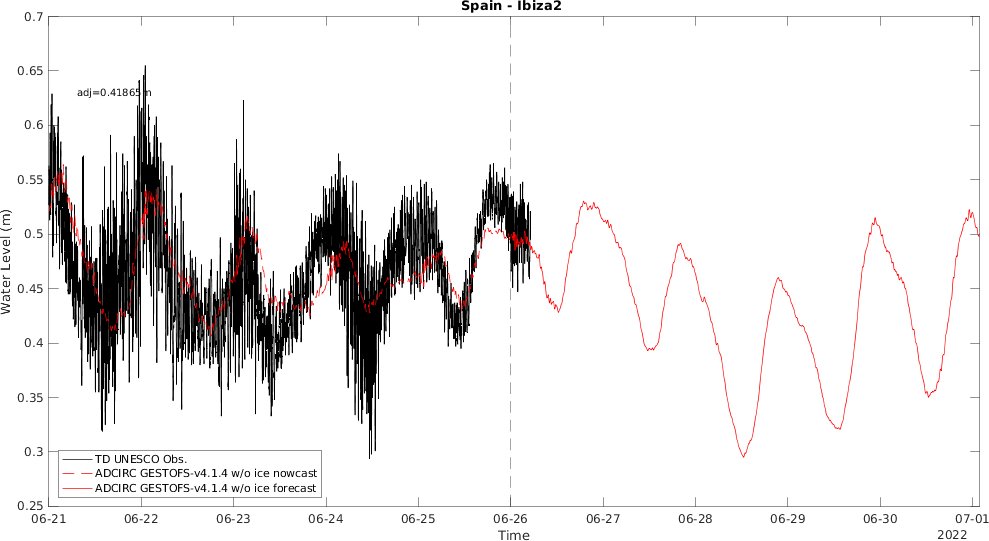 Spain - Ibiza2
0.7
0.65
0.6
0.55
0.5
0.45
0.4
0.35
0.3
0.25
Water Level (m)
adj=0.41865 m
TD UNESCO Obs.
ADCIRC GESTOFS-v4.1.4 w/o ice nowcast
ADCIRC GESTOFS-v4.1.4 w/o ice forecast
06-21 06-22 06-23 06-24 06-25 06-26 06-27 06-28 06-29 06-30 07-01
Time
2022